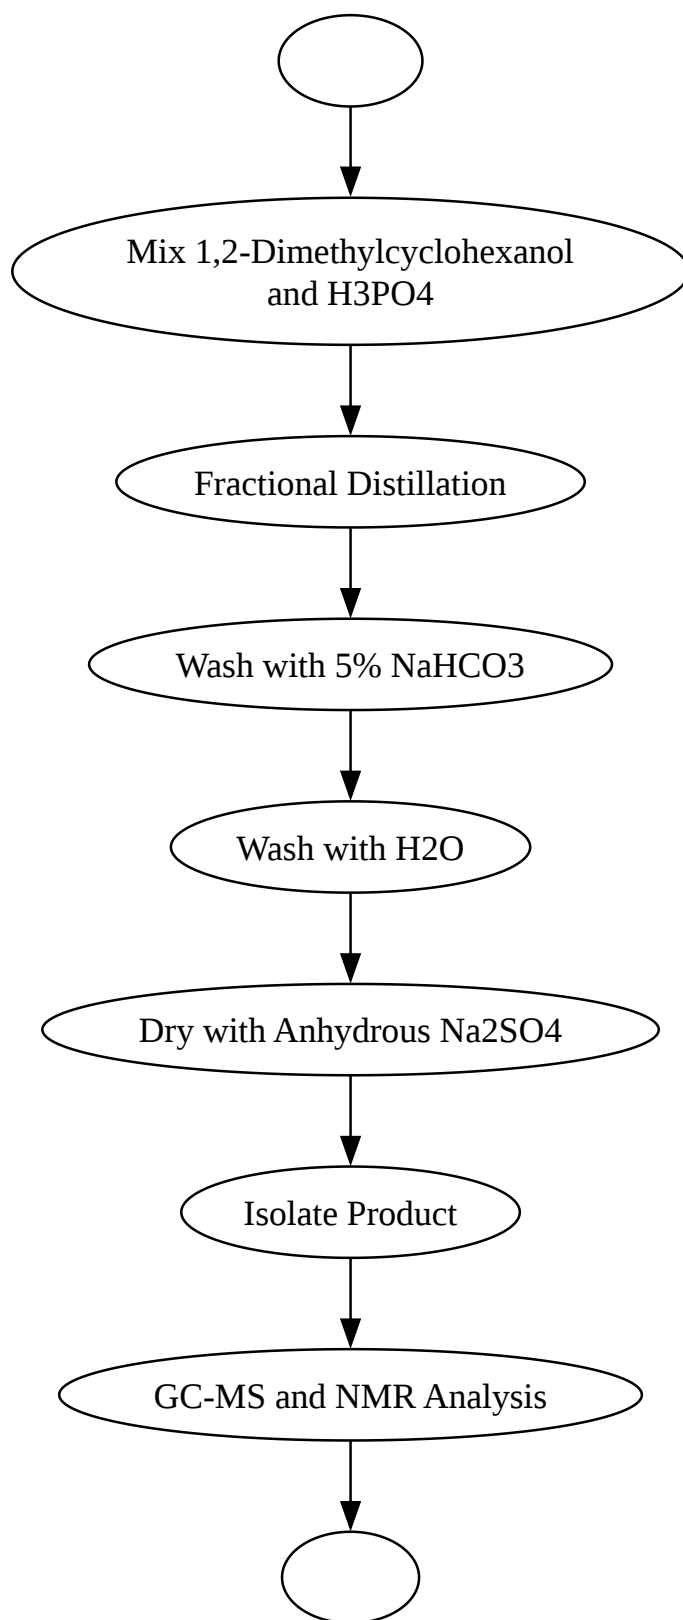 Mix 1,2-Dimethylcyclohexanol
and H3PO4
Fractional Distillation
Wash with 5% NaHCO3
Wash with H2O
Dry with Anhydrous Na2SO4
Isolate Product
GC-MS and NMR Analysis